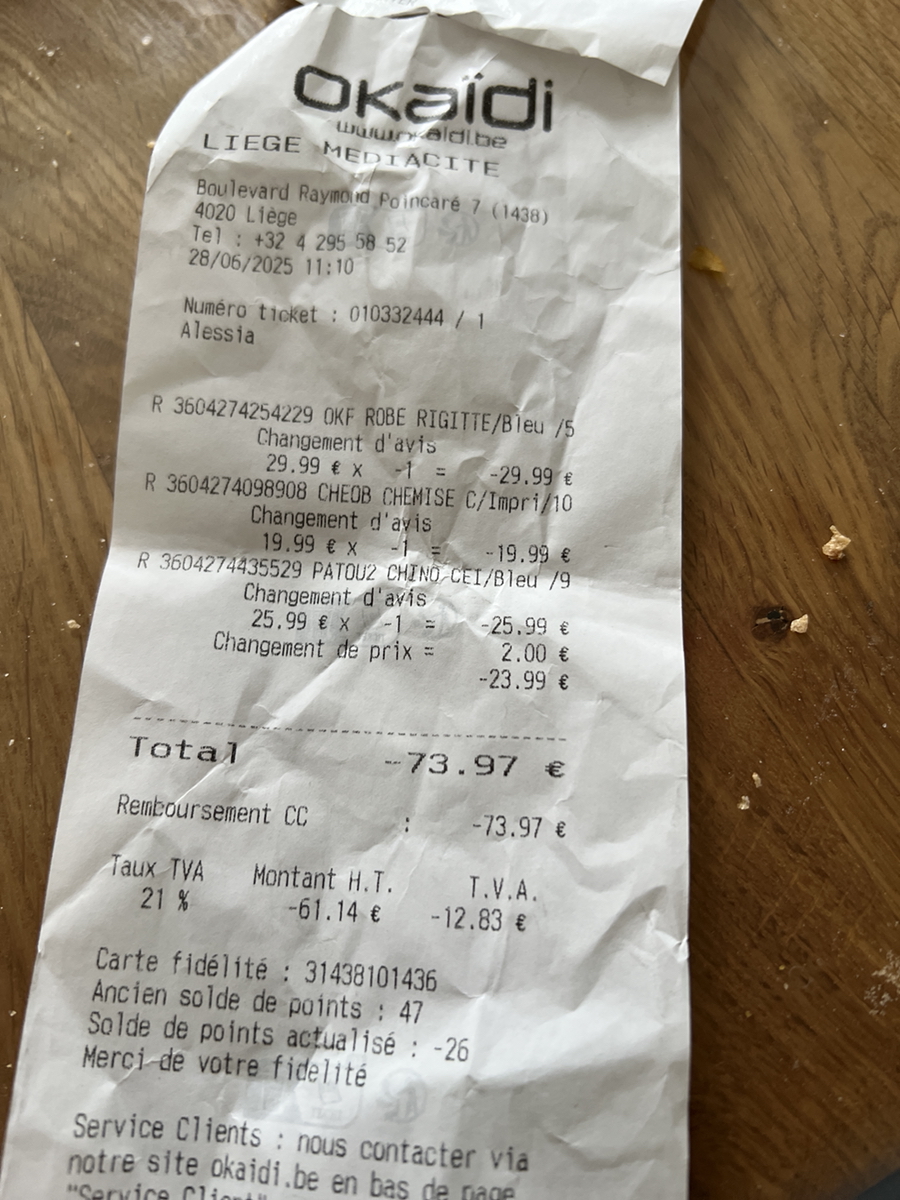 Okaïdi
www.okaidi.be
LIEGE MEDIACITE
Boulevard Raymond Poincaré 7 (1438)
4020 Liège
Tel : +32 4 295 58 52
28/06/2025 11:10
Numéro ticket : 010332444 / 1
Alessia
R 3604274254229 OKF ROBE RIGITTE/Bleu /5
Changement d'avis
29.99 € x -1 = -29.99 €
R 3604274098908 CHEOB CHEMISE C/Impri/10
Changement d'avis
19.99 € x -1 = -19.99 €
R 3604274435529 PATOU2 CHINO CEI/Bleu /9
Changement d'avis
25.99 € x -1 = -25.99 €
Changement de prix = 2.00 €
-23.99 €
Total -73.97 €
Remboursement CC : -73.97 €
Taux TVA Montant H.T. T.V.A.
21 % -61.14 € -12.83 €
Carte fidélité : 31438101436
Ancien solde de points : 47
Solde de points actualisé : -26
Merci de votre fidelité
Service Clients : nous contacter via
notre site okaidi.be en bas de page
"Service Client"